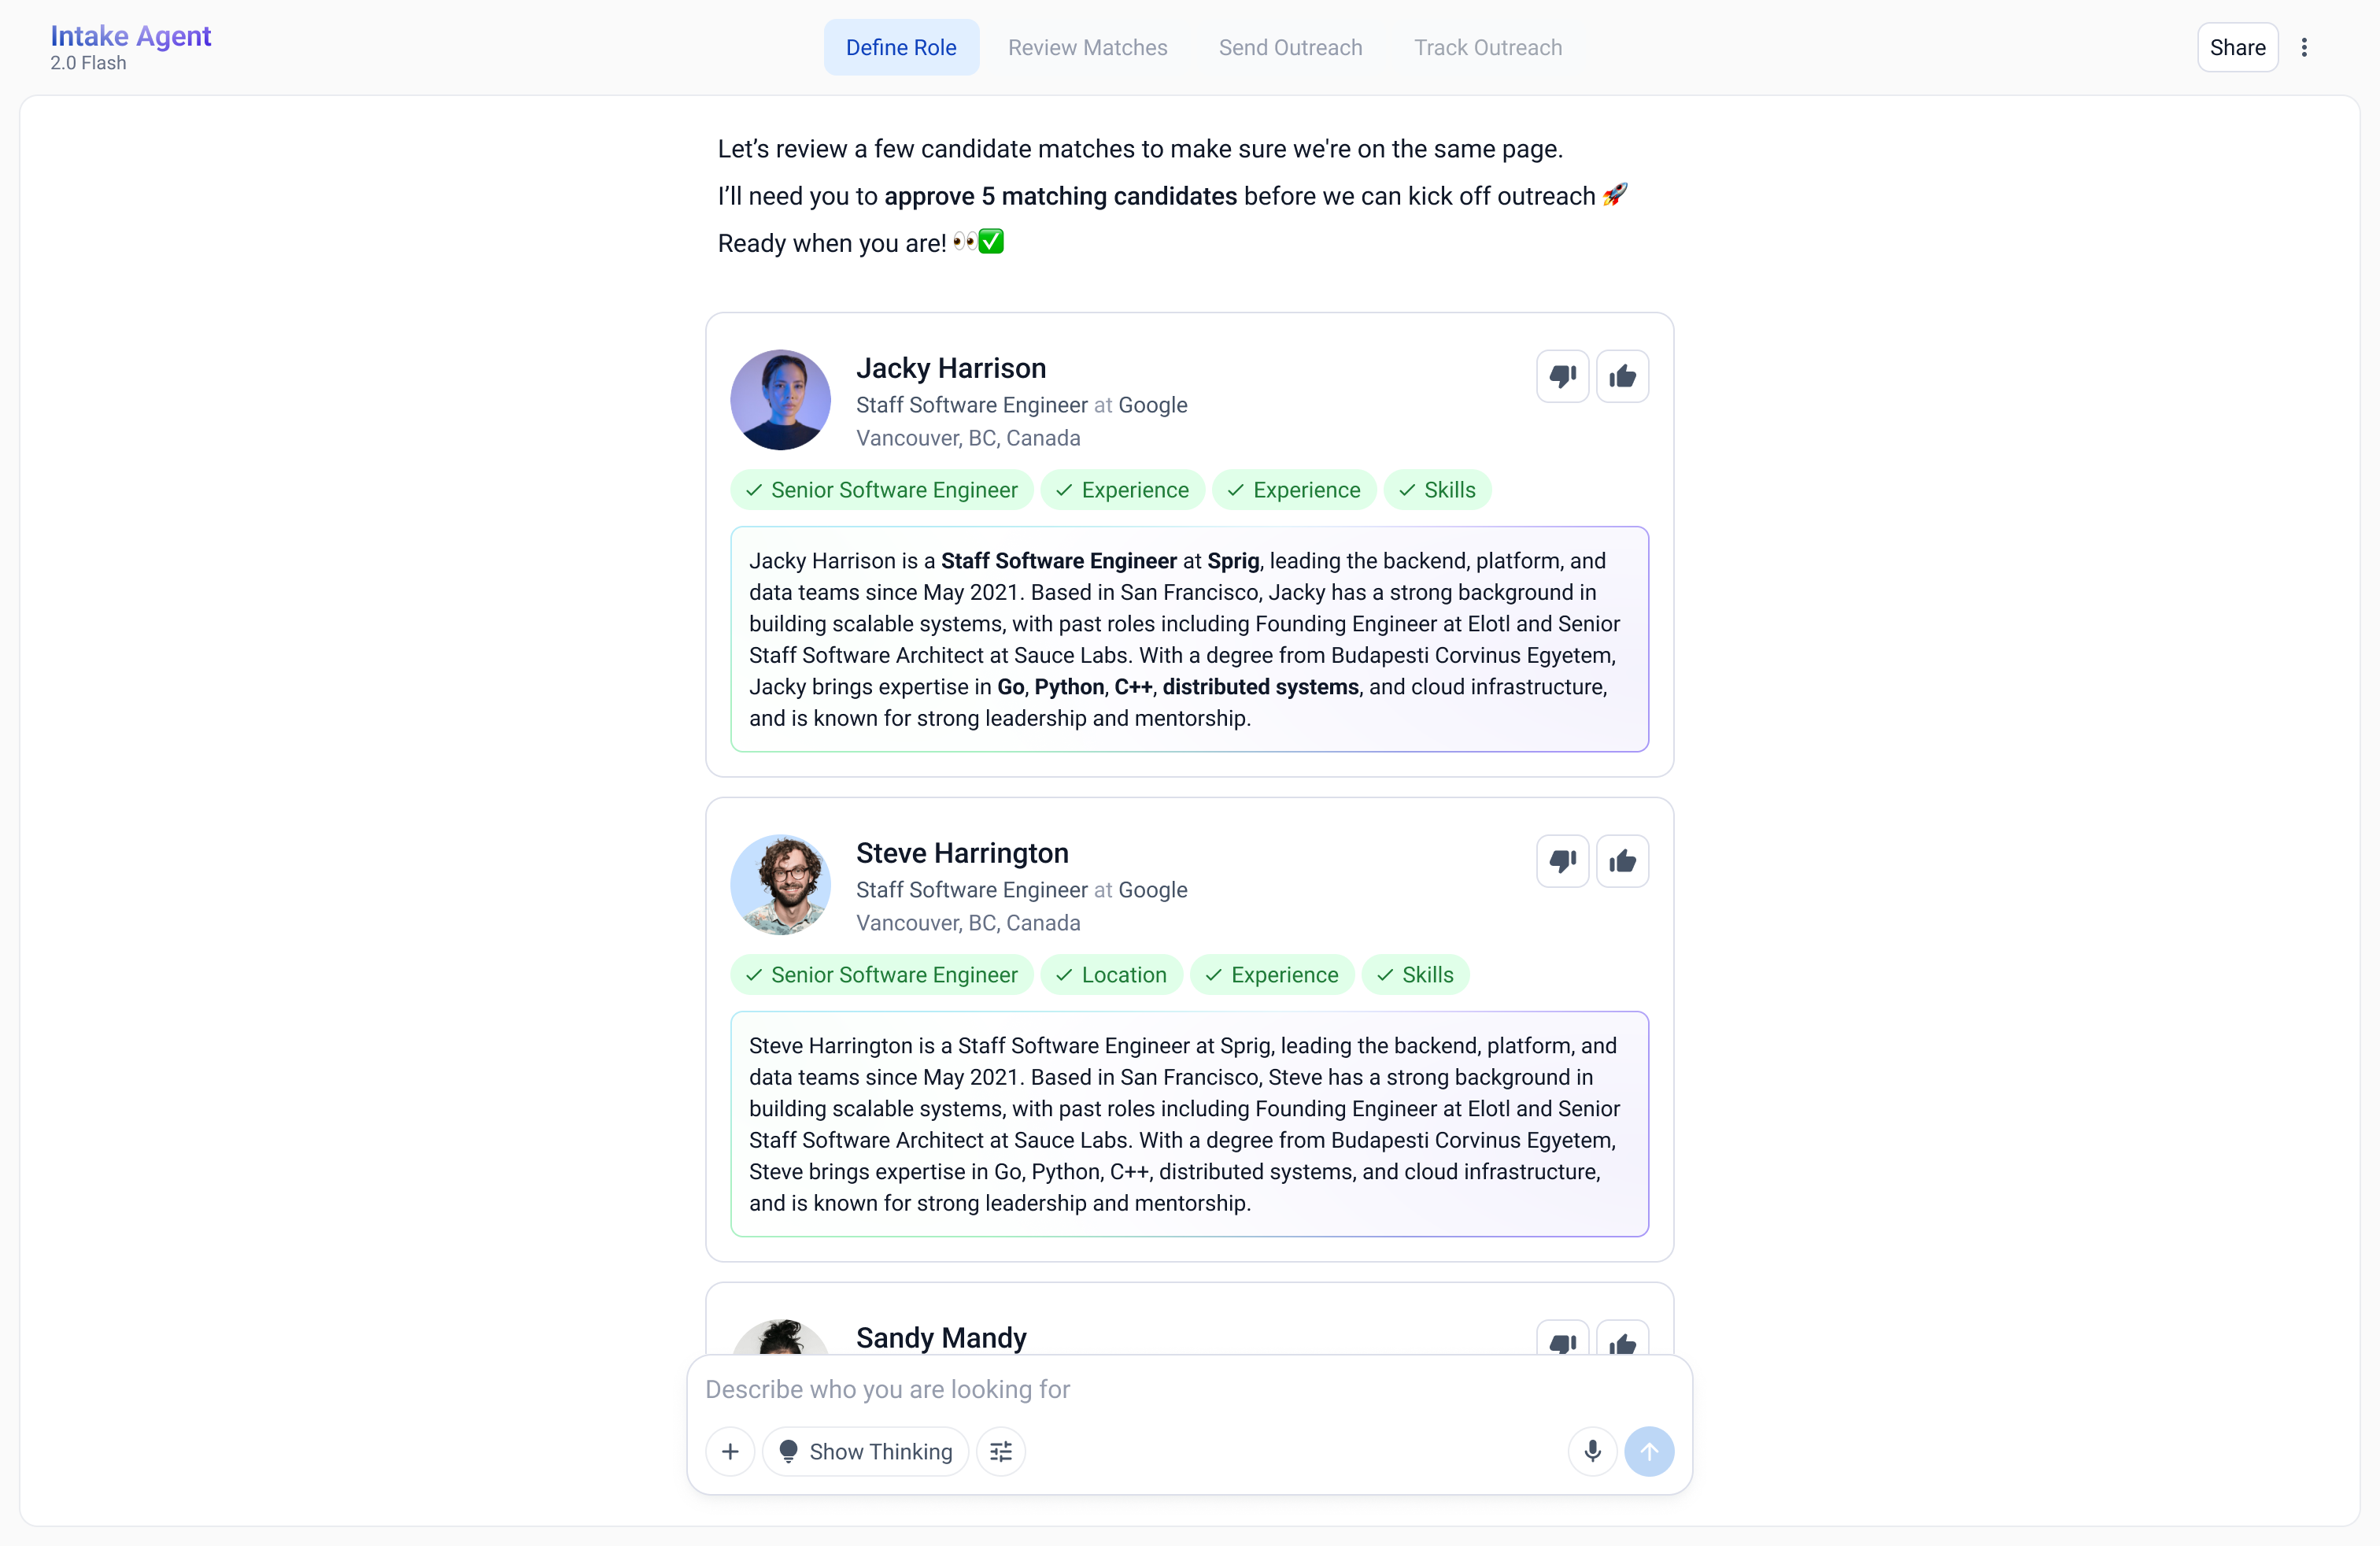 Intake Agent
2.0 Flash
Define Role
Review Matches
Send Outreach
Track Outreach
Share
Let’s review a few candidate matches to make sure we're on the same page.
I’ll need you to approve 5 matching candidates before we can kick off outreach 🚀
Ready when you are! 👀✅
Jacky Harrison
Staff Software Engineer at Google
Vancouver, BC, Canada
Senior Software Engineer
Experience
Experience
Skills
Jacky Harrison is a Staff Software Engineer at Sprig, leading the backend, platform, and
data teams since May 2021. Based in San Francisco, Jacky has a strong background in
building scalable systems, with past roles including Founding Engineer at Elotl and Senior
Staff Software Architect at Sauce Labs. With a degree from Budapesti Corvinus Egyetem,
Jacky brings expertise in Go, Python, C++, distributed systems, and cloud infrastructure,
and is known for strong leadership and mentorship.
Steve Harrington
Staff Software Engineer at Google
Vancouver, BC, Canada
Senior Software Engineer
Location
Experience
Skills
Steve Harrington is a Staff Software Engineer at Sprig, leading the backend, platform, and
data teams since May 2021. Based in San Francisco, Steve has a strong background in
building scalable systems, with past roles including Founding Engineer at Elotl and Senior
Staff Software Architect at Sauce Labs. With a degree from Budapesti Corvinus Egyetem,
Steve brings expertise in Go, Python, C++, distributed systems, and cloud infrastructure,
and is known for strong leadership and mentorship.
Sandy Mandy
Describe who you are looking for
Show Thinking